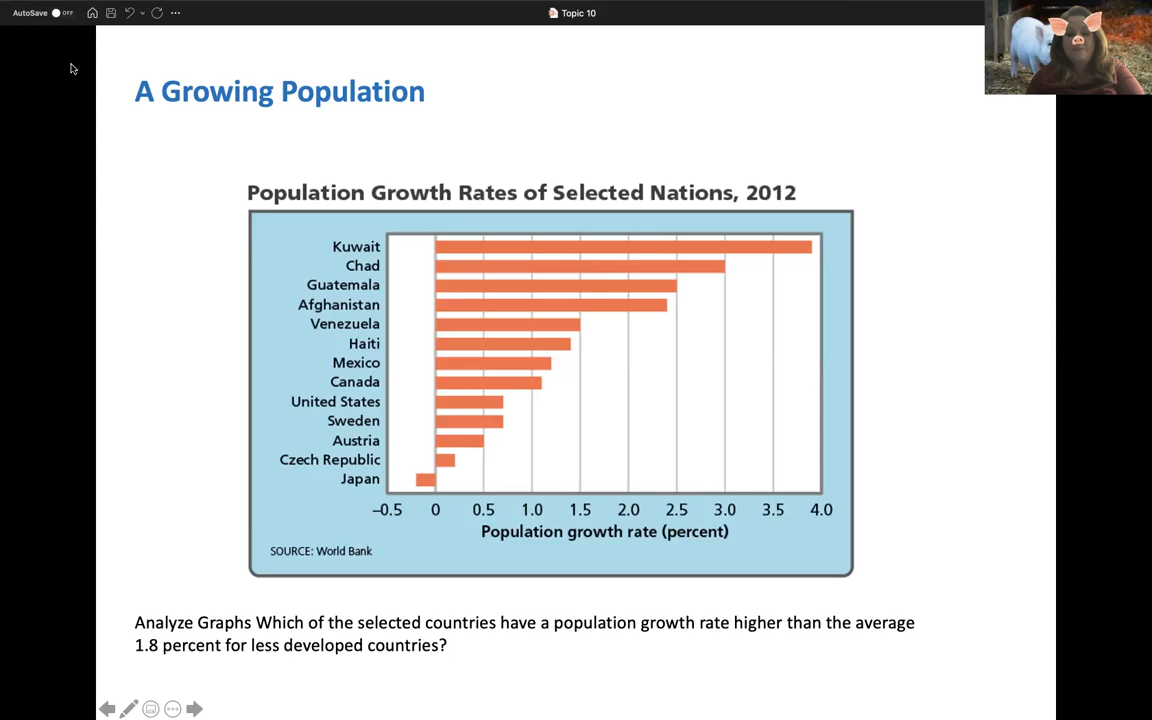 AutoSave OFF
Topic 10
A Growing Population
Population Growth Rates of Selected Nations, 2012
Kuwait
Chad
Guatemala
Afghanistan
Venezuela
Haiti
Mexico
Canada
United States
Sweden
Austria
Czech Republic
Japan
–0.5 0 0.5 1.0 1.5 2.0 2.5 3.0 3.5 4.0
Population growth rate (percent)
SOURCE: World Bank
Analyze Graphs Which of the selected countries have a population growth rate higher than the average
1.8 percent for less developed countries?